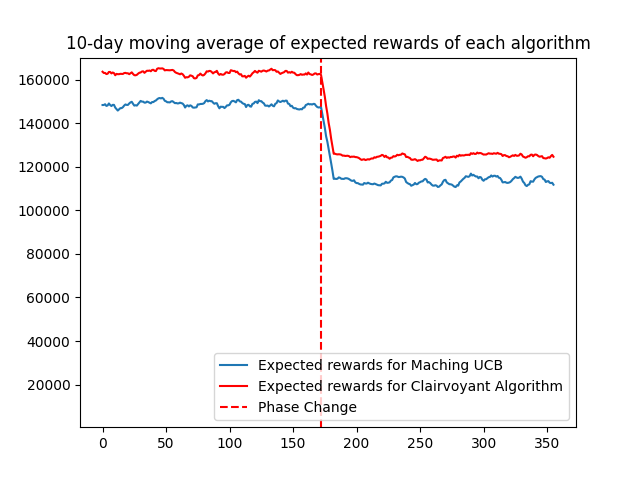 10-day moving average of expected rewards of each algorithm
160000
140000
120000
100000
80000
60000
40000
20000
Expected rewards for Maching UCB
Expected rewards for Clairvoyant Algorithm
Phase Change
0 50 100 150 200 250 300 350